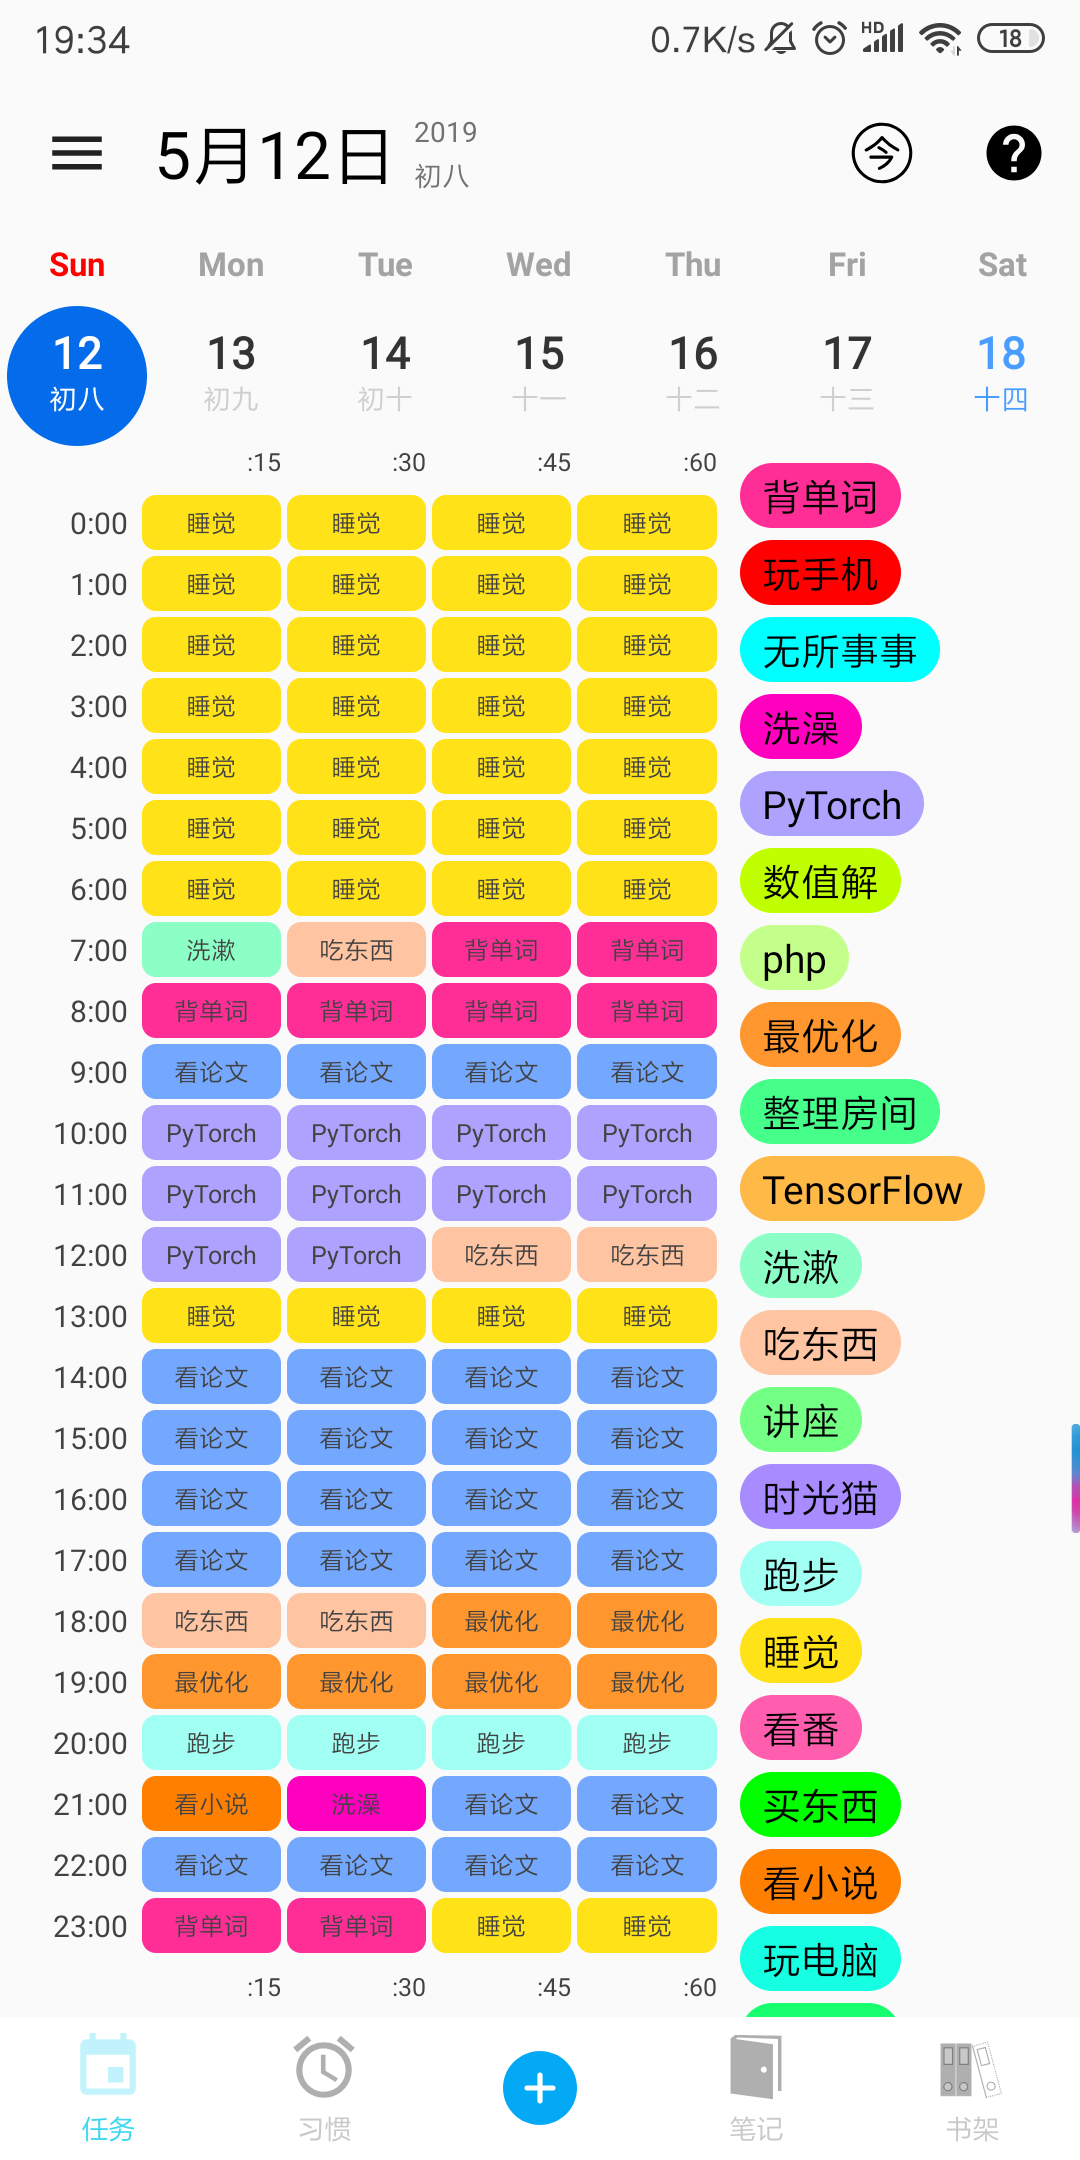 19:34 0.7K/s HD 18
5月12日 2019 初八 今 ?
Sun Mon Tue Wed Thu Fri Sat
12 13 14 15 16 17 18
初八 初九 初十 十一 十二 十三 十四
:15 :30 :45 :60
0:00 睡觉 睡觉 睡觉 睡觉
1:00 睡觉 睡觉 睡觉 睡觉
2:00 睡觉 睡觉 睡觉 睡觉
3:00 睡觉 睡觉 睡觉 睡觉
4:00 睡觉 睡觉 睡觉 睡觉
5:00 睡觉 睡觉 睡觉 睡觉
6:00 睡觉 睡觉 睡觉 睡觉
7:00 洗漱 吃东西 背单词 背单词
8:00 背单词 背单词 背单词 背单词
9:00 看论文 看论文 看论文 看论文
10:00 PyTorch PyTorch PyTorch PyTorch
11:00 PyTorch PyTorch PyTorch PyTorch
12:00 PyTorch PyTorch 吃东西 吃东西
13:00 睡觉 睡觉 睡觉 睡觉
14:00 看论文 看论文 看论文 看论文
15:00 看论文 看论文 看论文 看论文
16:00 看论文 看论文 看论文 看论文
17:00 看论文 看论文 看论文 看论文
18:00 吃东西 吃东西 最优化 最优化
19:00 最优化 最优化 最优化 最优化
20:00 跑步 跑步 跑步 跑步
21:00 看小说 洗澡 看论文 看论文
22:00 看论文 看论文 看论文 看论文
23:00 背单词 背单词 睡觉 睡觉
:15 :30 :45 :60
背单词
玩手机
无所事事
洗澡
PyTorch
数值解
php
最优化
整理房间
TensorFlow
洗漱
吃东西
讲座
时光猫
跑步
睡觉
看番
买东西
看小说
玩电脑
任务 习惯 笔记 书架